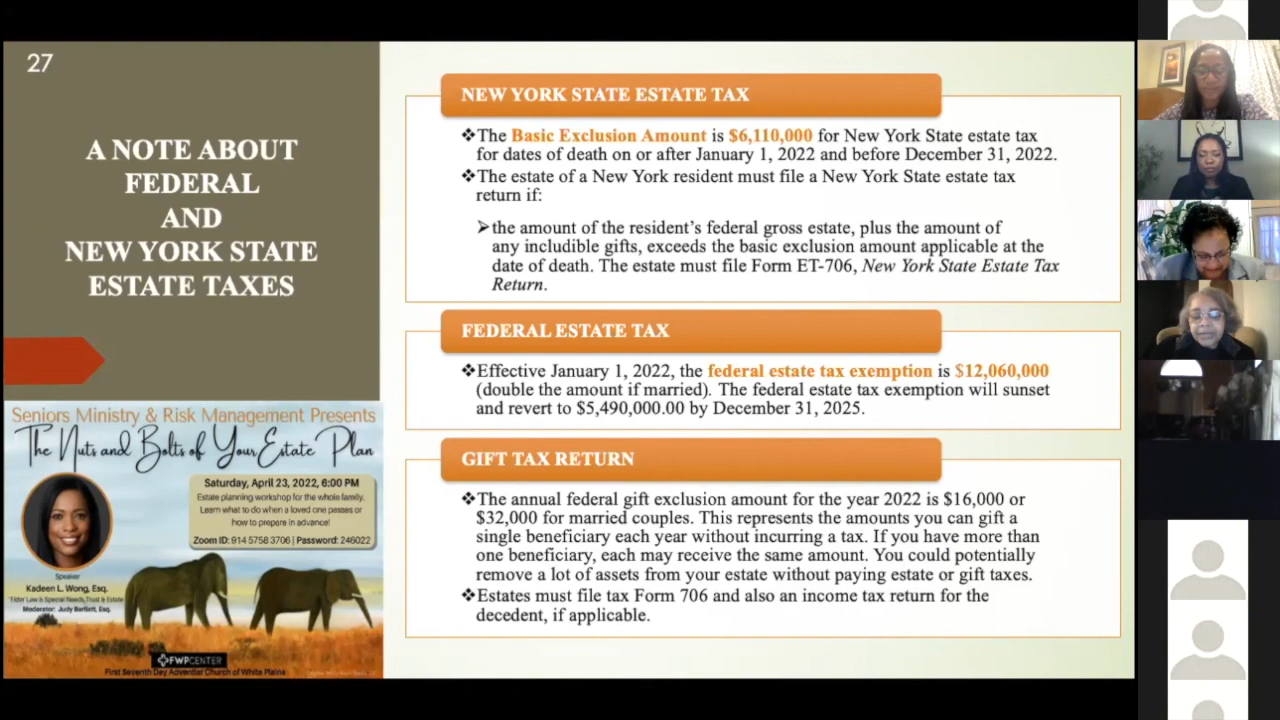 27
A NOTE ABOUT
FEDERAL
AND
NEW YORK STATE
ESTATE TAXES
NEW YORK STATE ESTATE TAX
❖The Basic Exclusion Amount is $6,110,000 for New York State estate tax
for dates of death on or after January 1, 2022 and before December 31, 2022.
❖The estate of a New York resident must file a New York State estate tax
return if:
➢the amount of the resident's federal gross estate, plus the amount of
any includible gifts, exceeds the basic exclusion amount applicable at the
date of death. The estate must file Form ET-706, New York State Estate Tax
Return.
FEDERAL ESTATE TAX
❖Effective January 1, 2022, the federal estate tax exemption is $12,060,000
(double the amount if married). The federal estate tax exemption will sunset
and revert to $5,490,000.00 by December 31, 2025.
GIFT TAX RETURN
❖The annual federal gift exclusion amount for the year 2022 is $16,000 or
$32,000 for married couples. This represents the amounts you can gift a
single beneficiary each year without incurring a tax. If you have more than
one beneficiary, each may receive the same amount. You could potentially
remove a lot of assets from your estate without paying estate or gift taxes.
❖Estates must file tax Form 706 and also an income tax return for the
decedent, if applicable.
Seniors Ministry & Risk Management Presents
The Nuts and Bolts of Your Estate Plan
Saturday, April 23, 2022, 6:00 PM
Estate planning workshop for the whole family.
Learn what to do when a loved one passes or
how to prepare in advance!
Zoom ID: 914 5758 3706 | Password: 246022
Speaker
Kadeen L. Wong, Esq.
Elder Law & Special Needs, Trust & Estate
Moderator: Judy Bartlett, Esq.
FWPCENTER
First Seventh Day Adventist Church of White Plains